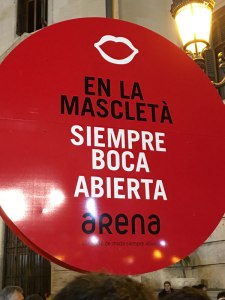 EN LA
MASCLETÀ
SIEMPRE
BOCA
ABIERTA
arena